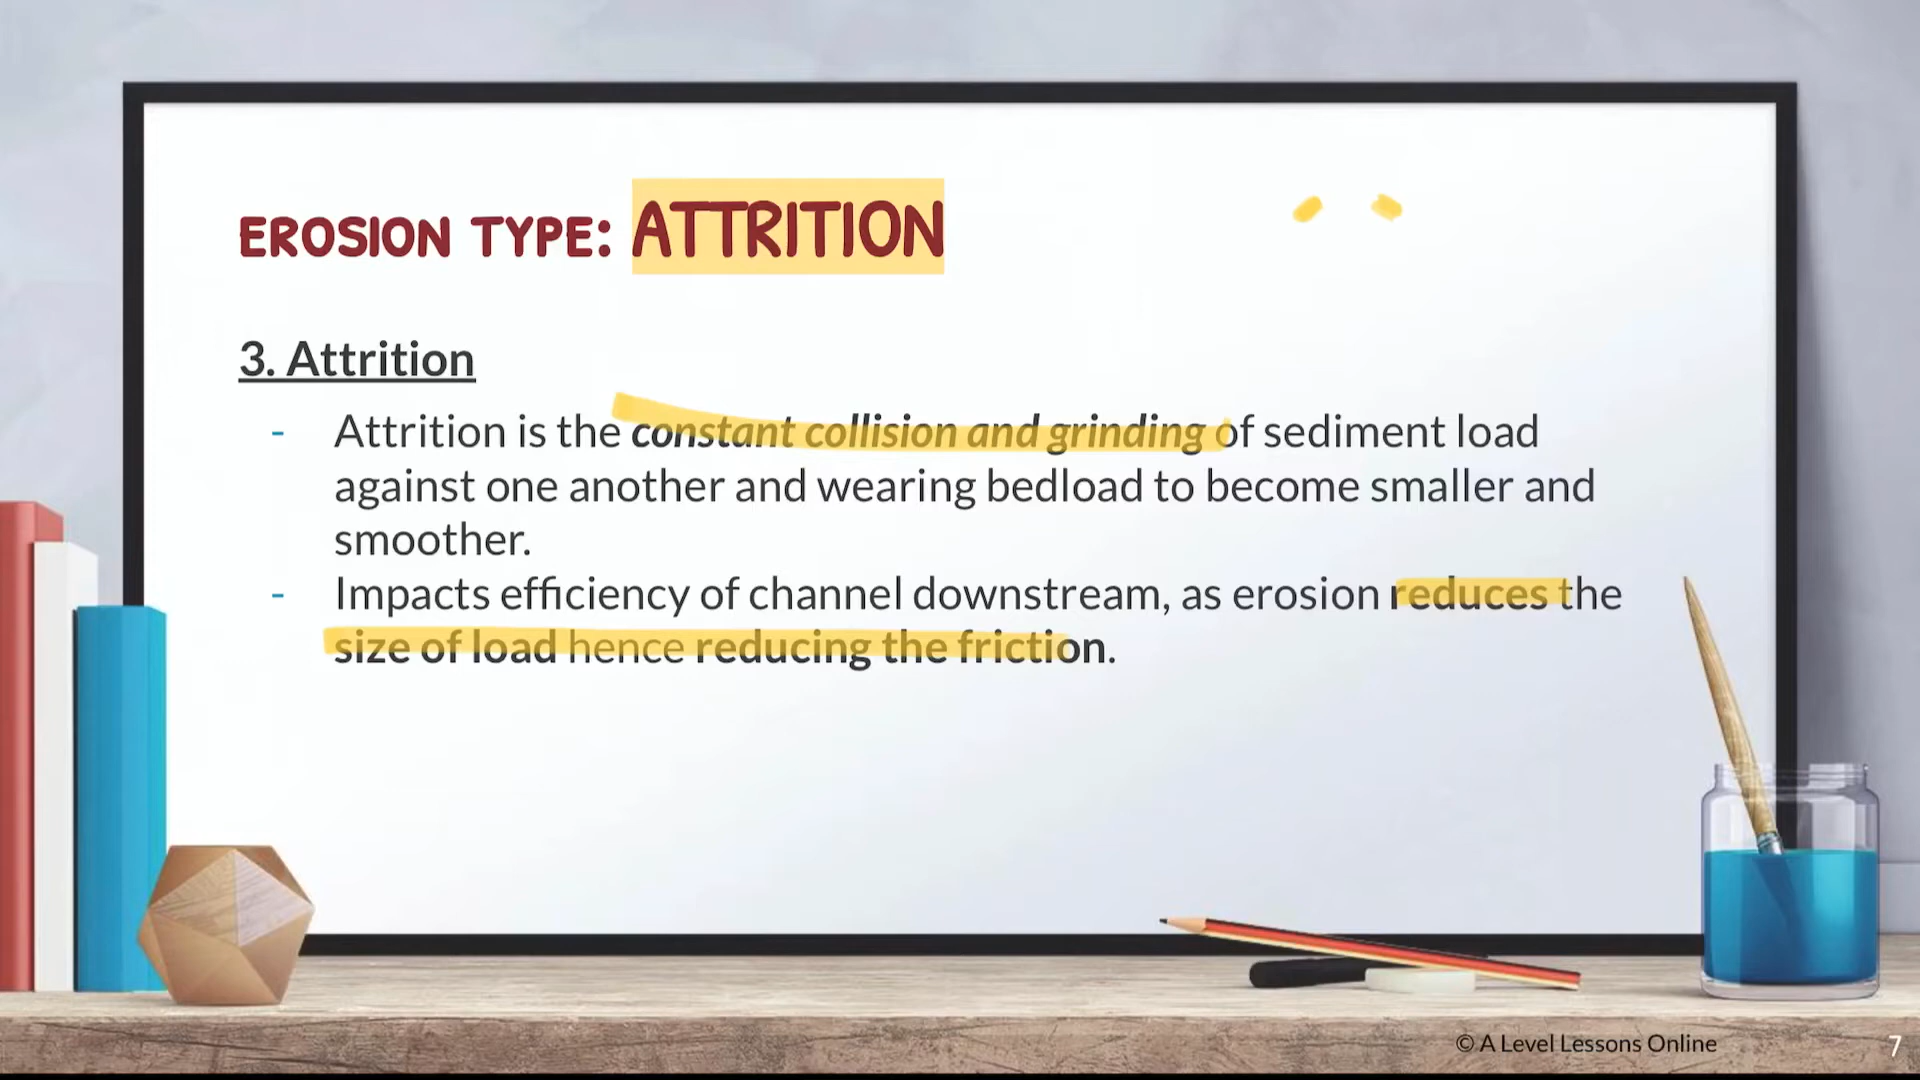 EROSION TYPE: ATTRITION
3. Attrition
- Attrition is the constant collision and grinding of sediment load
against one another and wearing bedload to become smaller and
smoother.
- Impacts efficiency of channel downstream, as erosion reduces the
size of load hence reducing the friction.
© A Level Lessons Online
7